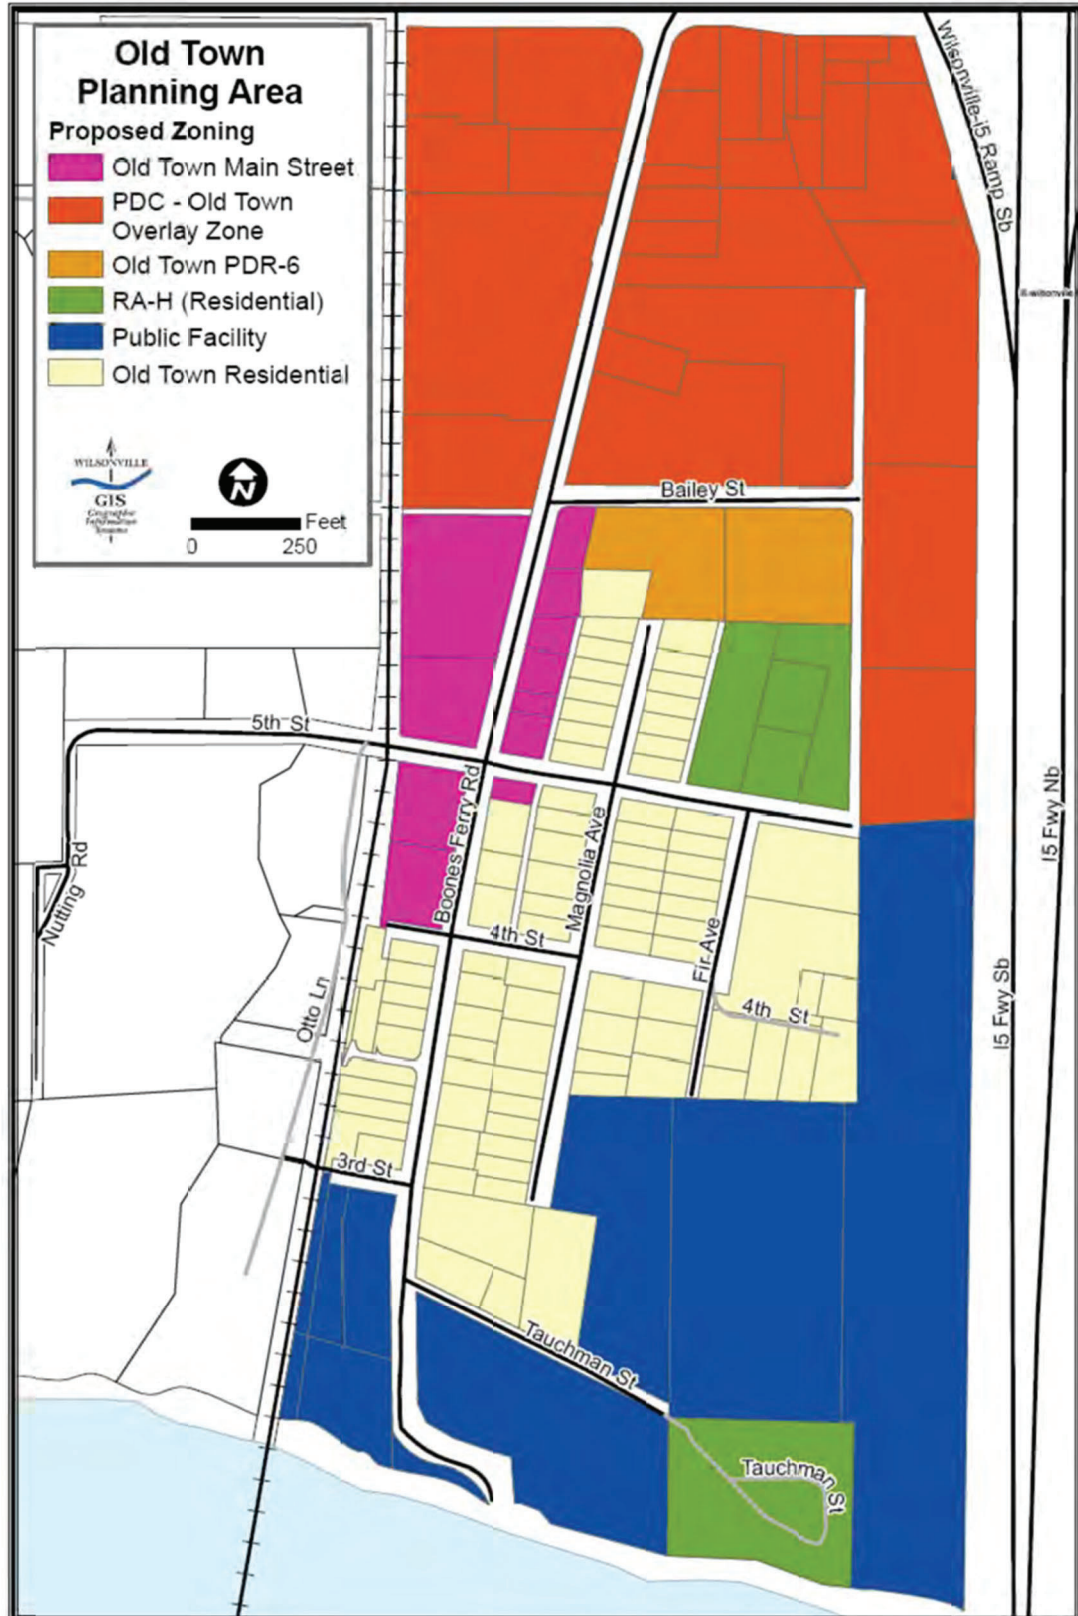 Old Town
Planning Area
Proposed Zoning
Old Town Main Street
PDC - Old Town
Overlay Zone
Old Town PDR-6
RA-H (Residential)
Public Facility
Old Town Residential
WILSONVILLE
GIS
Geographic
Information
Systems
N
Feet
0 250
Wilsonville-i5 Ramp Sb
Bailey St
5th St
Boones Ferry Rd
Magnolia Ave
Nutting Rd
I5 Fwy Nb
4th St
Fir Ave
Otto Ln
4th St
I5 Fwy Sb
3rd St
Tauchman St
Tauchman St